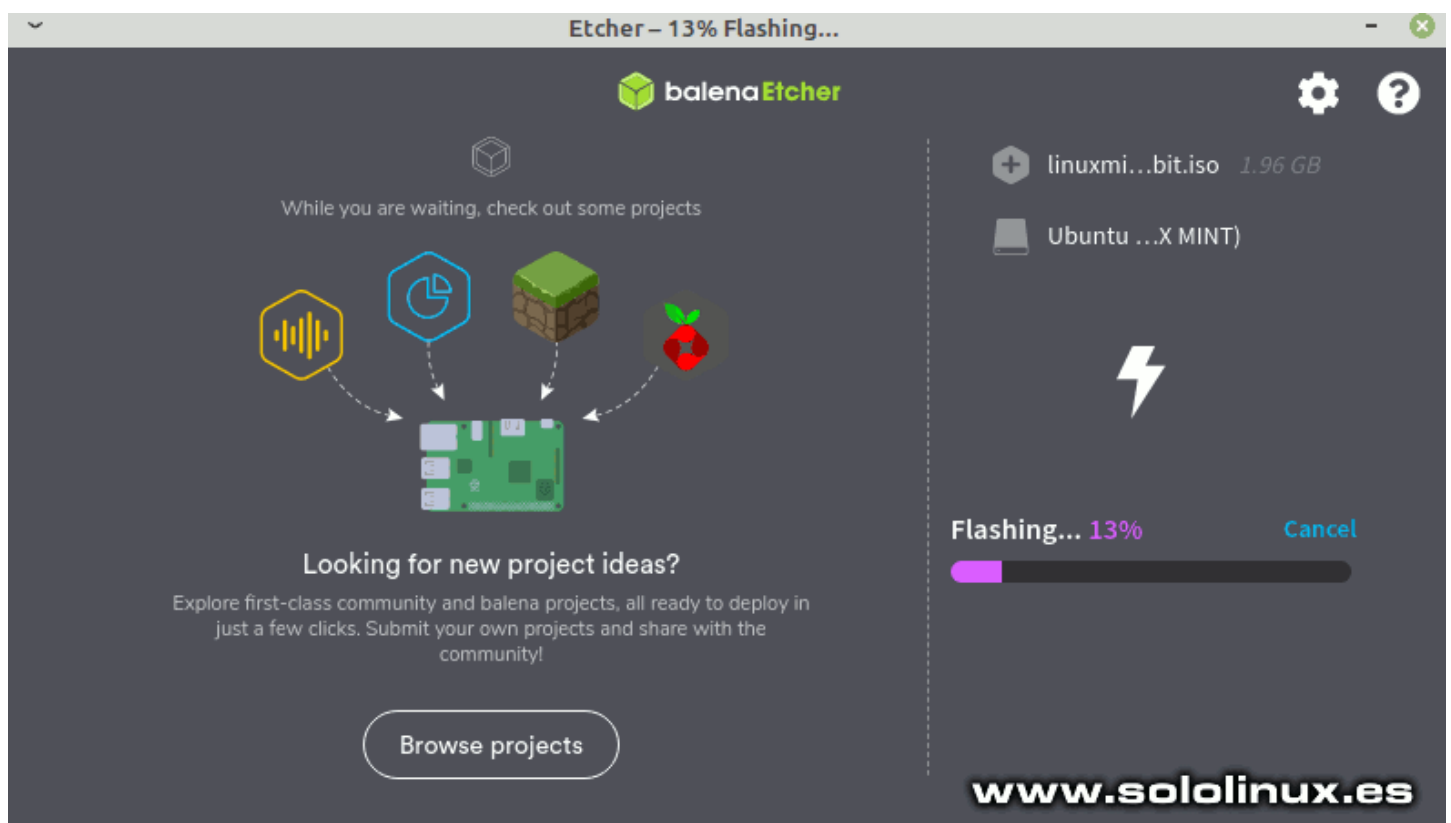 Etcher – 13% Flashing...
balenaEtcher
While you are waiting, check out some projects
Looking for new project ideas?
Explore first-class community and balena projects, all ready to deploy in
just a few clicks. Submit your own projects and share with the
community!
Browse projects
linuxmi...bit.iso 1.96 GB
Ubuntu ...X MINT)
Flashing... 13% Cancel
www.sololinux.es